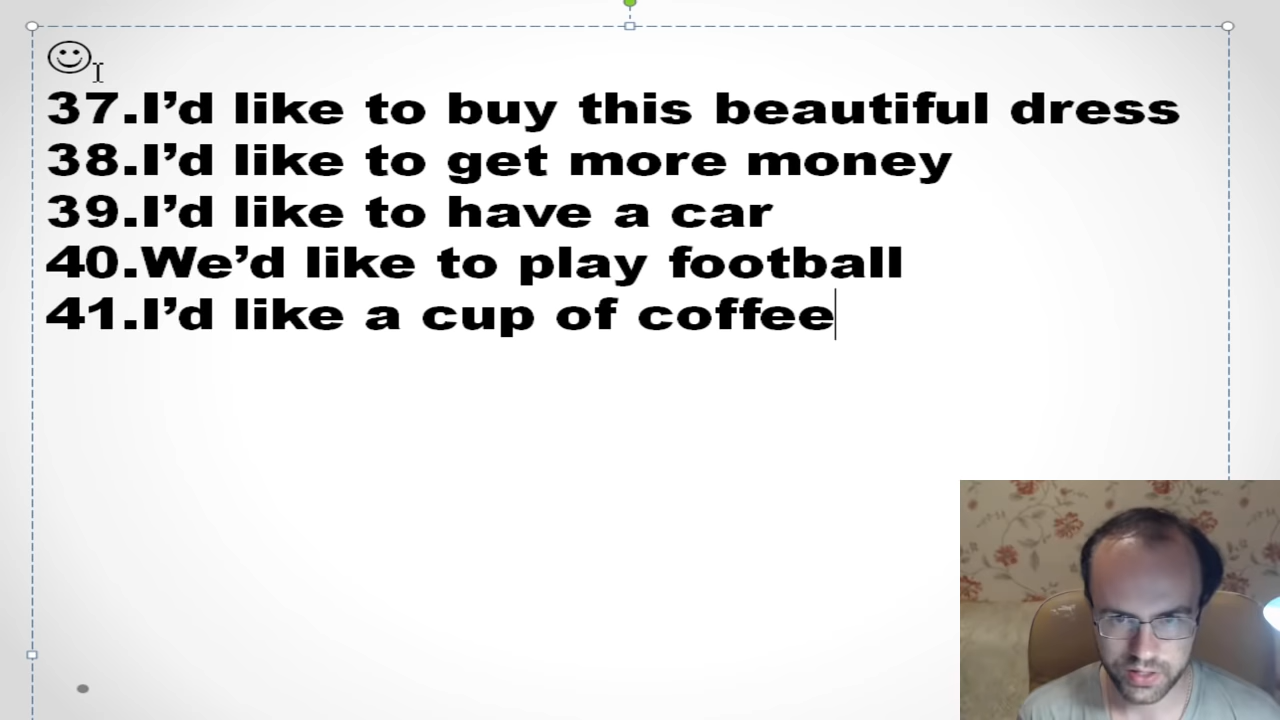 37.I’d like to buy this beautiful dress
38.I’d like to get more money
39.I’d like to have a car
40.We’d like to play football
41.I’d like a cup of coffee